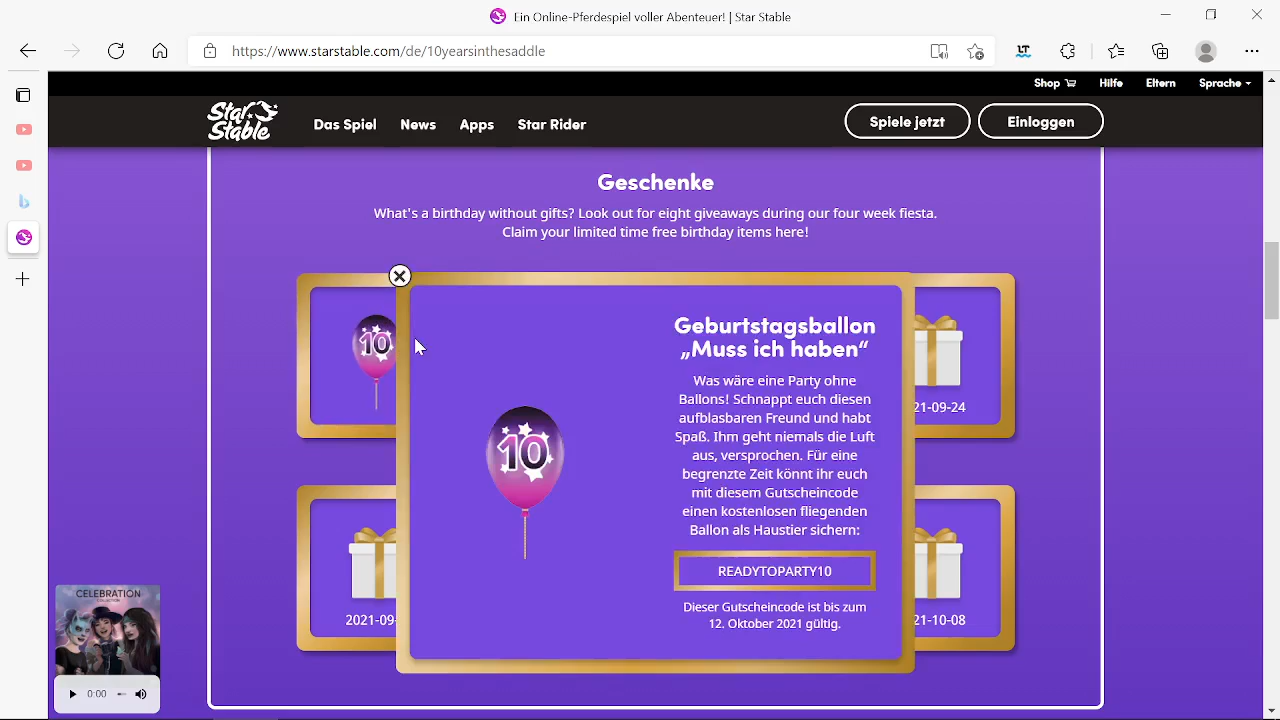 Ein Online-Pferdespiel voller Abenteuer! | Star Stable
https://www.starstable.com/de/10yearsinthesaddle
LT
Shop
Hilfe
Eltern
Sprache
Star Stable
Das Spiel
News
Apps
Star Rider
Spiele jetzt
Einloggen
Geschenke
What's a birthday without gifts? Look out for eight giveaways during our four week fiesta.
Claim your limited time free birthday items here!
10
21-09-24
Geburtstagsballon
„Muss ich haben“
Was wäre eine Party ohne
Ballons! Schnappt euch diesen
aufblasbaren Freund und habt
Spaß. Ihm geht niemals die Luft
aus, versprochen. Für eine
begrenzte Zeit könnt ihr euch
mit diesem Gutscheincode
einen kostenlosen fliegenden
Ballon als Haustier sichern:
10
READYTOPARTY10
Dieser Gutscheincode ist bis zum
12. Oktober 2021 gültig.
2021-09-
21-10-08
CELEBRATION
0:00